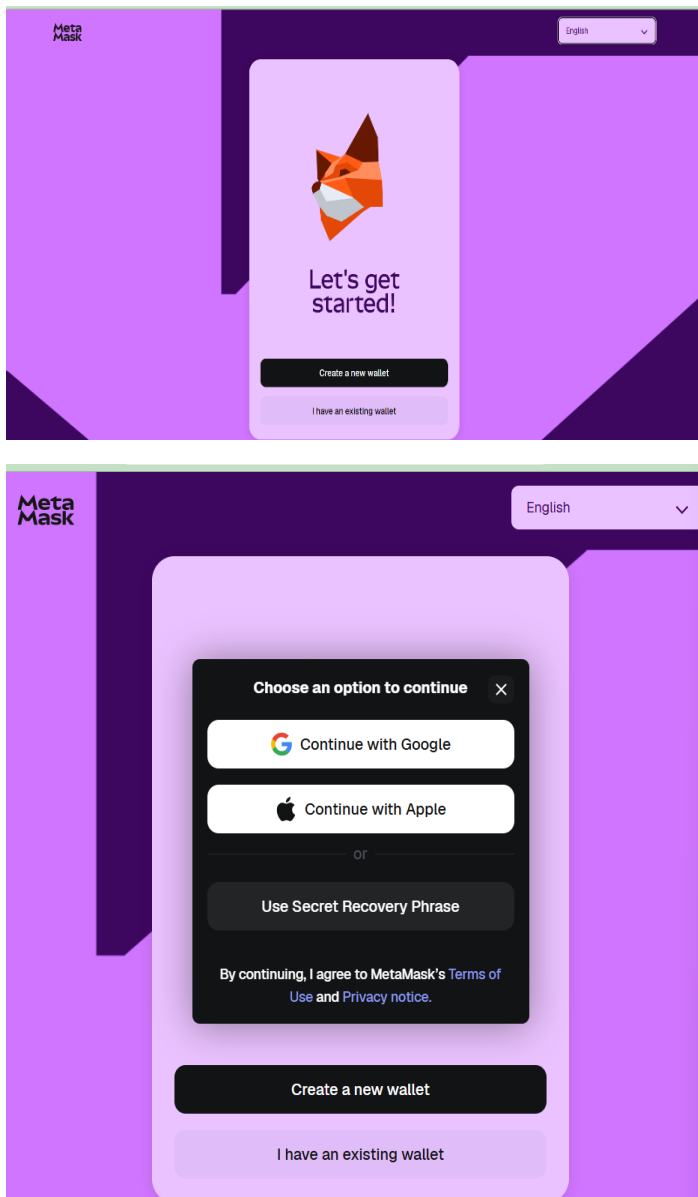 Meta
Mask
English
Let's get
started!
Create a new wallet
I have an existing wallet
Meta
Mask
English
Choose an option to continue
Continue with Google
Continue with Apple
or
Use Secret Recovery Phrase
By continuing, I agree to MetaMask's Terms of
Use and Privacy notice.
Create a new wallet
I have an existing wallet